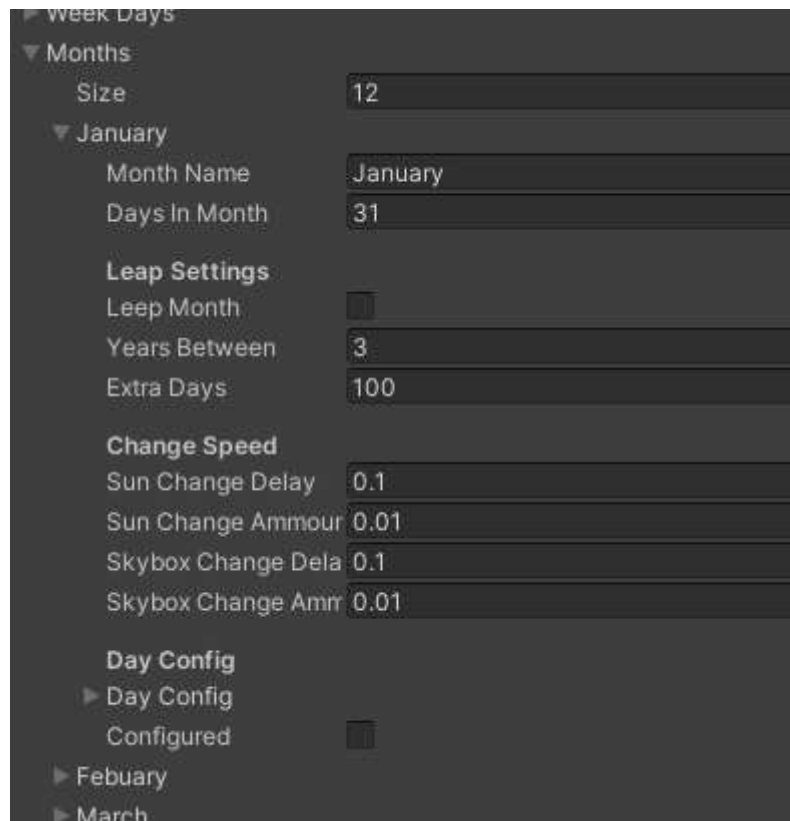 Week Days
Months
Size 12
January
Month Name January
Days In Month 31
Leap Settings
Leep Month
Years Between 3
Extra Days 100
Change Speed
Sun Change Delay 0.1
Sun Change Ammour 0.01
Skybox Change Dela 0.1
Skybox Change Amm 0.01
Day Config
Day Config
Configured
Febuary
March